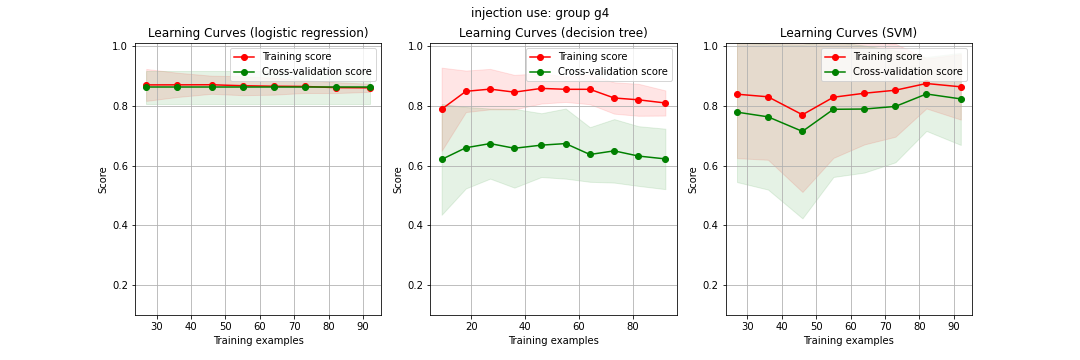 injection use: group g4
Learning Curves (logistic regression)
1.0
0.8
0.6
0.4
0.2
Score
30 40 50 60 70 80 90
Training examples
Training score
Cross-validation score
Learning Curves (decision tree)
1.0
0.8
0.6
0.4
0.2
Score
20 40 60 80
Training examples
Training score
Cross-validation score
Learning Curves (SVM)
1.0
0.8
0.6
0.4
0.2
Score
30 40 50 60 70 80 90
Training examples
Training score
Cross-validation score